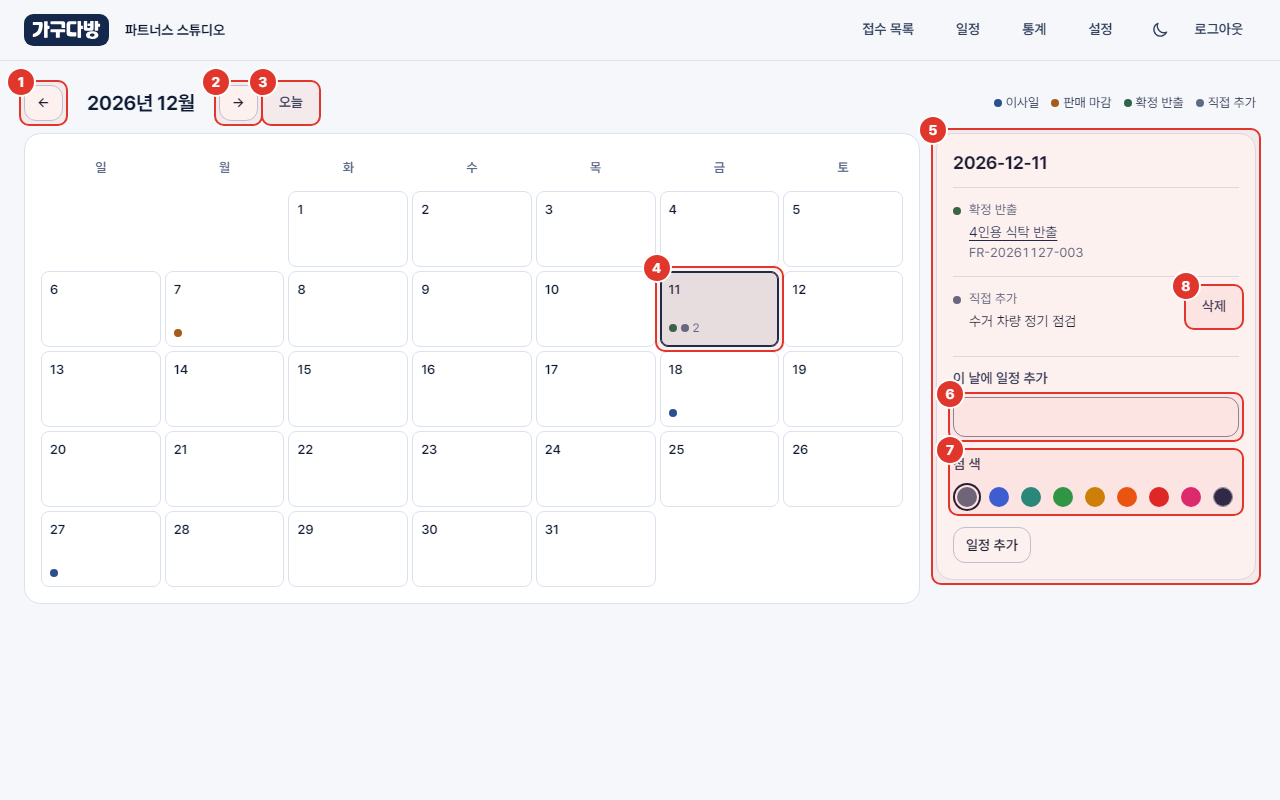 가구다방 파트너스 스튜디오 접수 목록 일정 통계 설정 로그아웃
1 2 3
← 2026년 12월 → 오늘 이사일 판매 마감 확정 반출 직접 추가
5
일 월 화 수 목 금 토
2026-12-11
1 2 3 4 5
확정 반출
4인용 식탁 반출
FR-20261127-003
4
6 7 8 9 10 11 12
2
8
직접 추가
삭제
수거 차량 정기 점검
13 14 15 16 17 18 19
이 날에 일정 추가
6
20 21 22 23 24 25 26
7
점 색
27 28 29 30 31
일정 추가